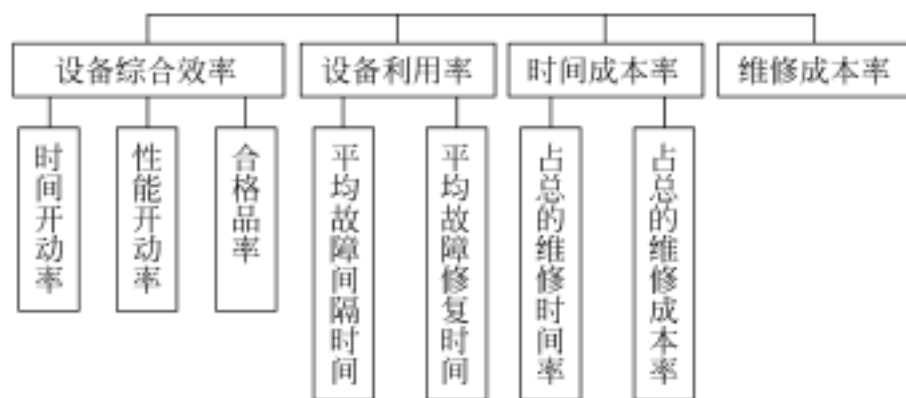 设备综合效率
设备利用率
时间成本率
维修成本率
时间开动率
性能开动率
合格品率
平均故障间隔时间
平均故障修复时间
占总的维修时间率
占总的维修成本率